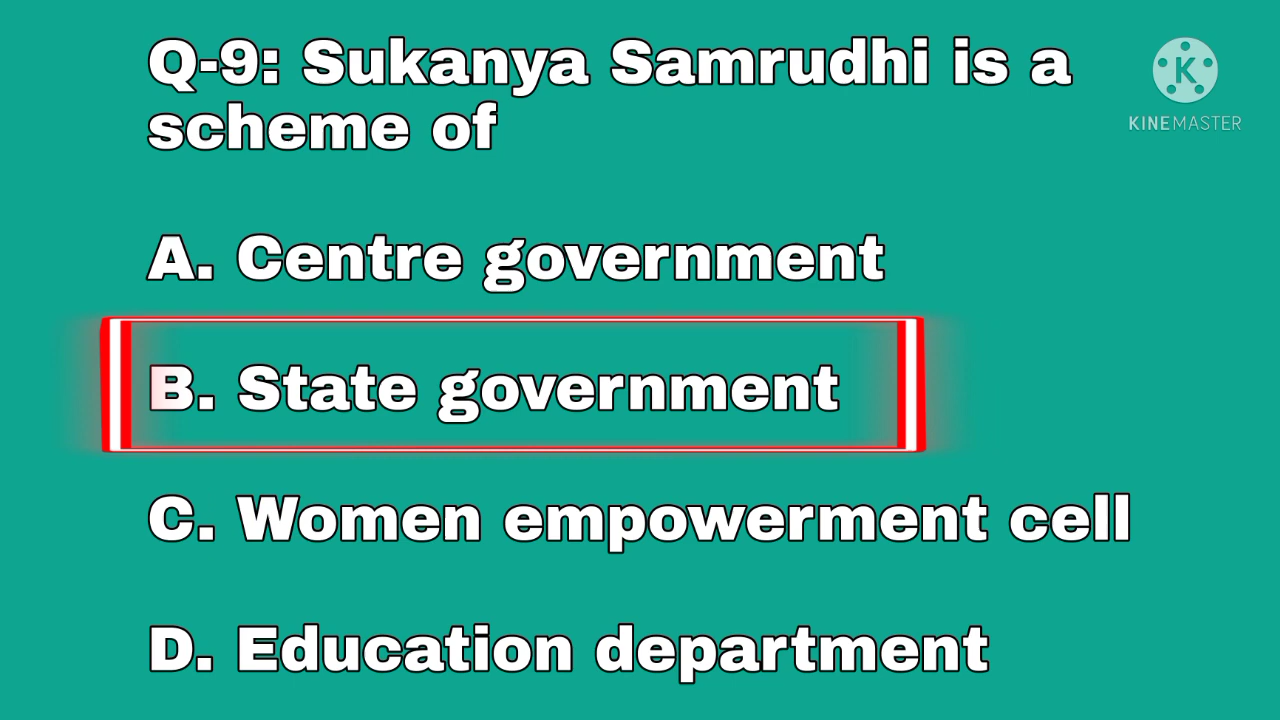 Q-9: Sukanya Samrudhi is a
scheme of
K
KINEMASTER
A. Centre government
B. State government
C. Women empowerment cell
D. Education department